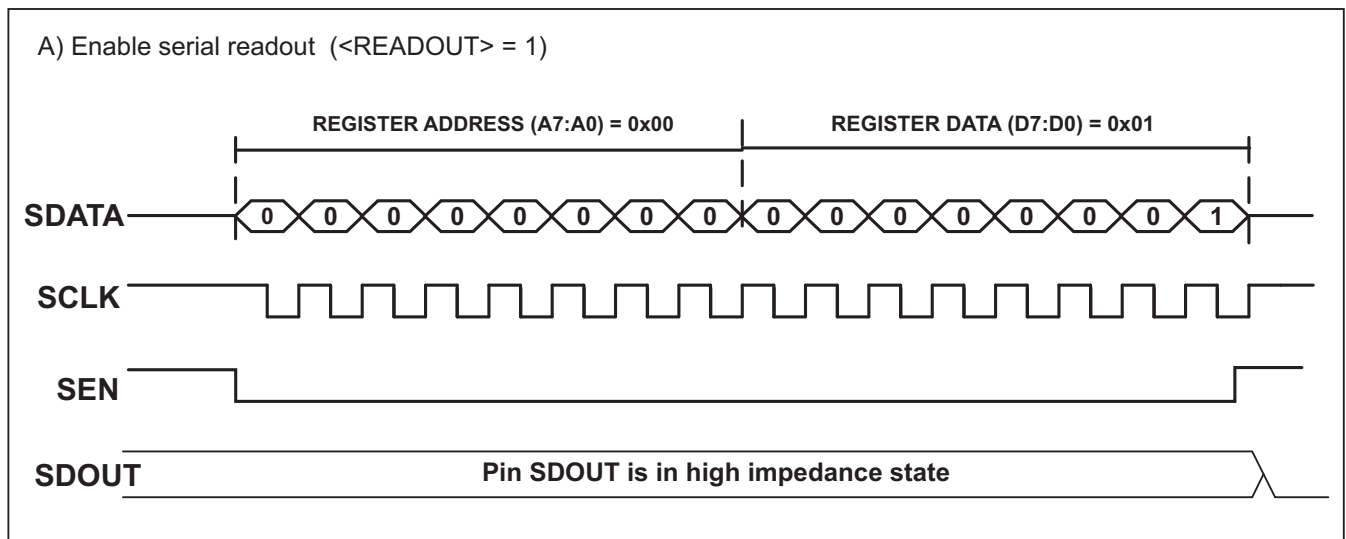 A) Enable serial readout (<READOUT> = 1)
REGISTER ADDRESS (A7:A0) = 0x00 REGISTER DATA (D7:D0) = 0x01
SDATA 0 0 0 0 0 0 0 0 0 0 0 0 0 0 0 1
SCLK
SEN
SDOUT Pin SDOUT is in high impedance state